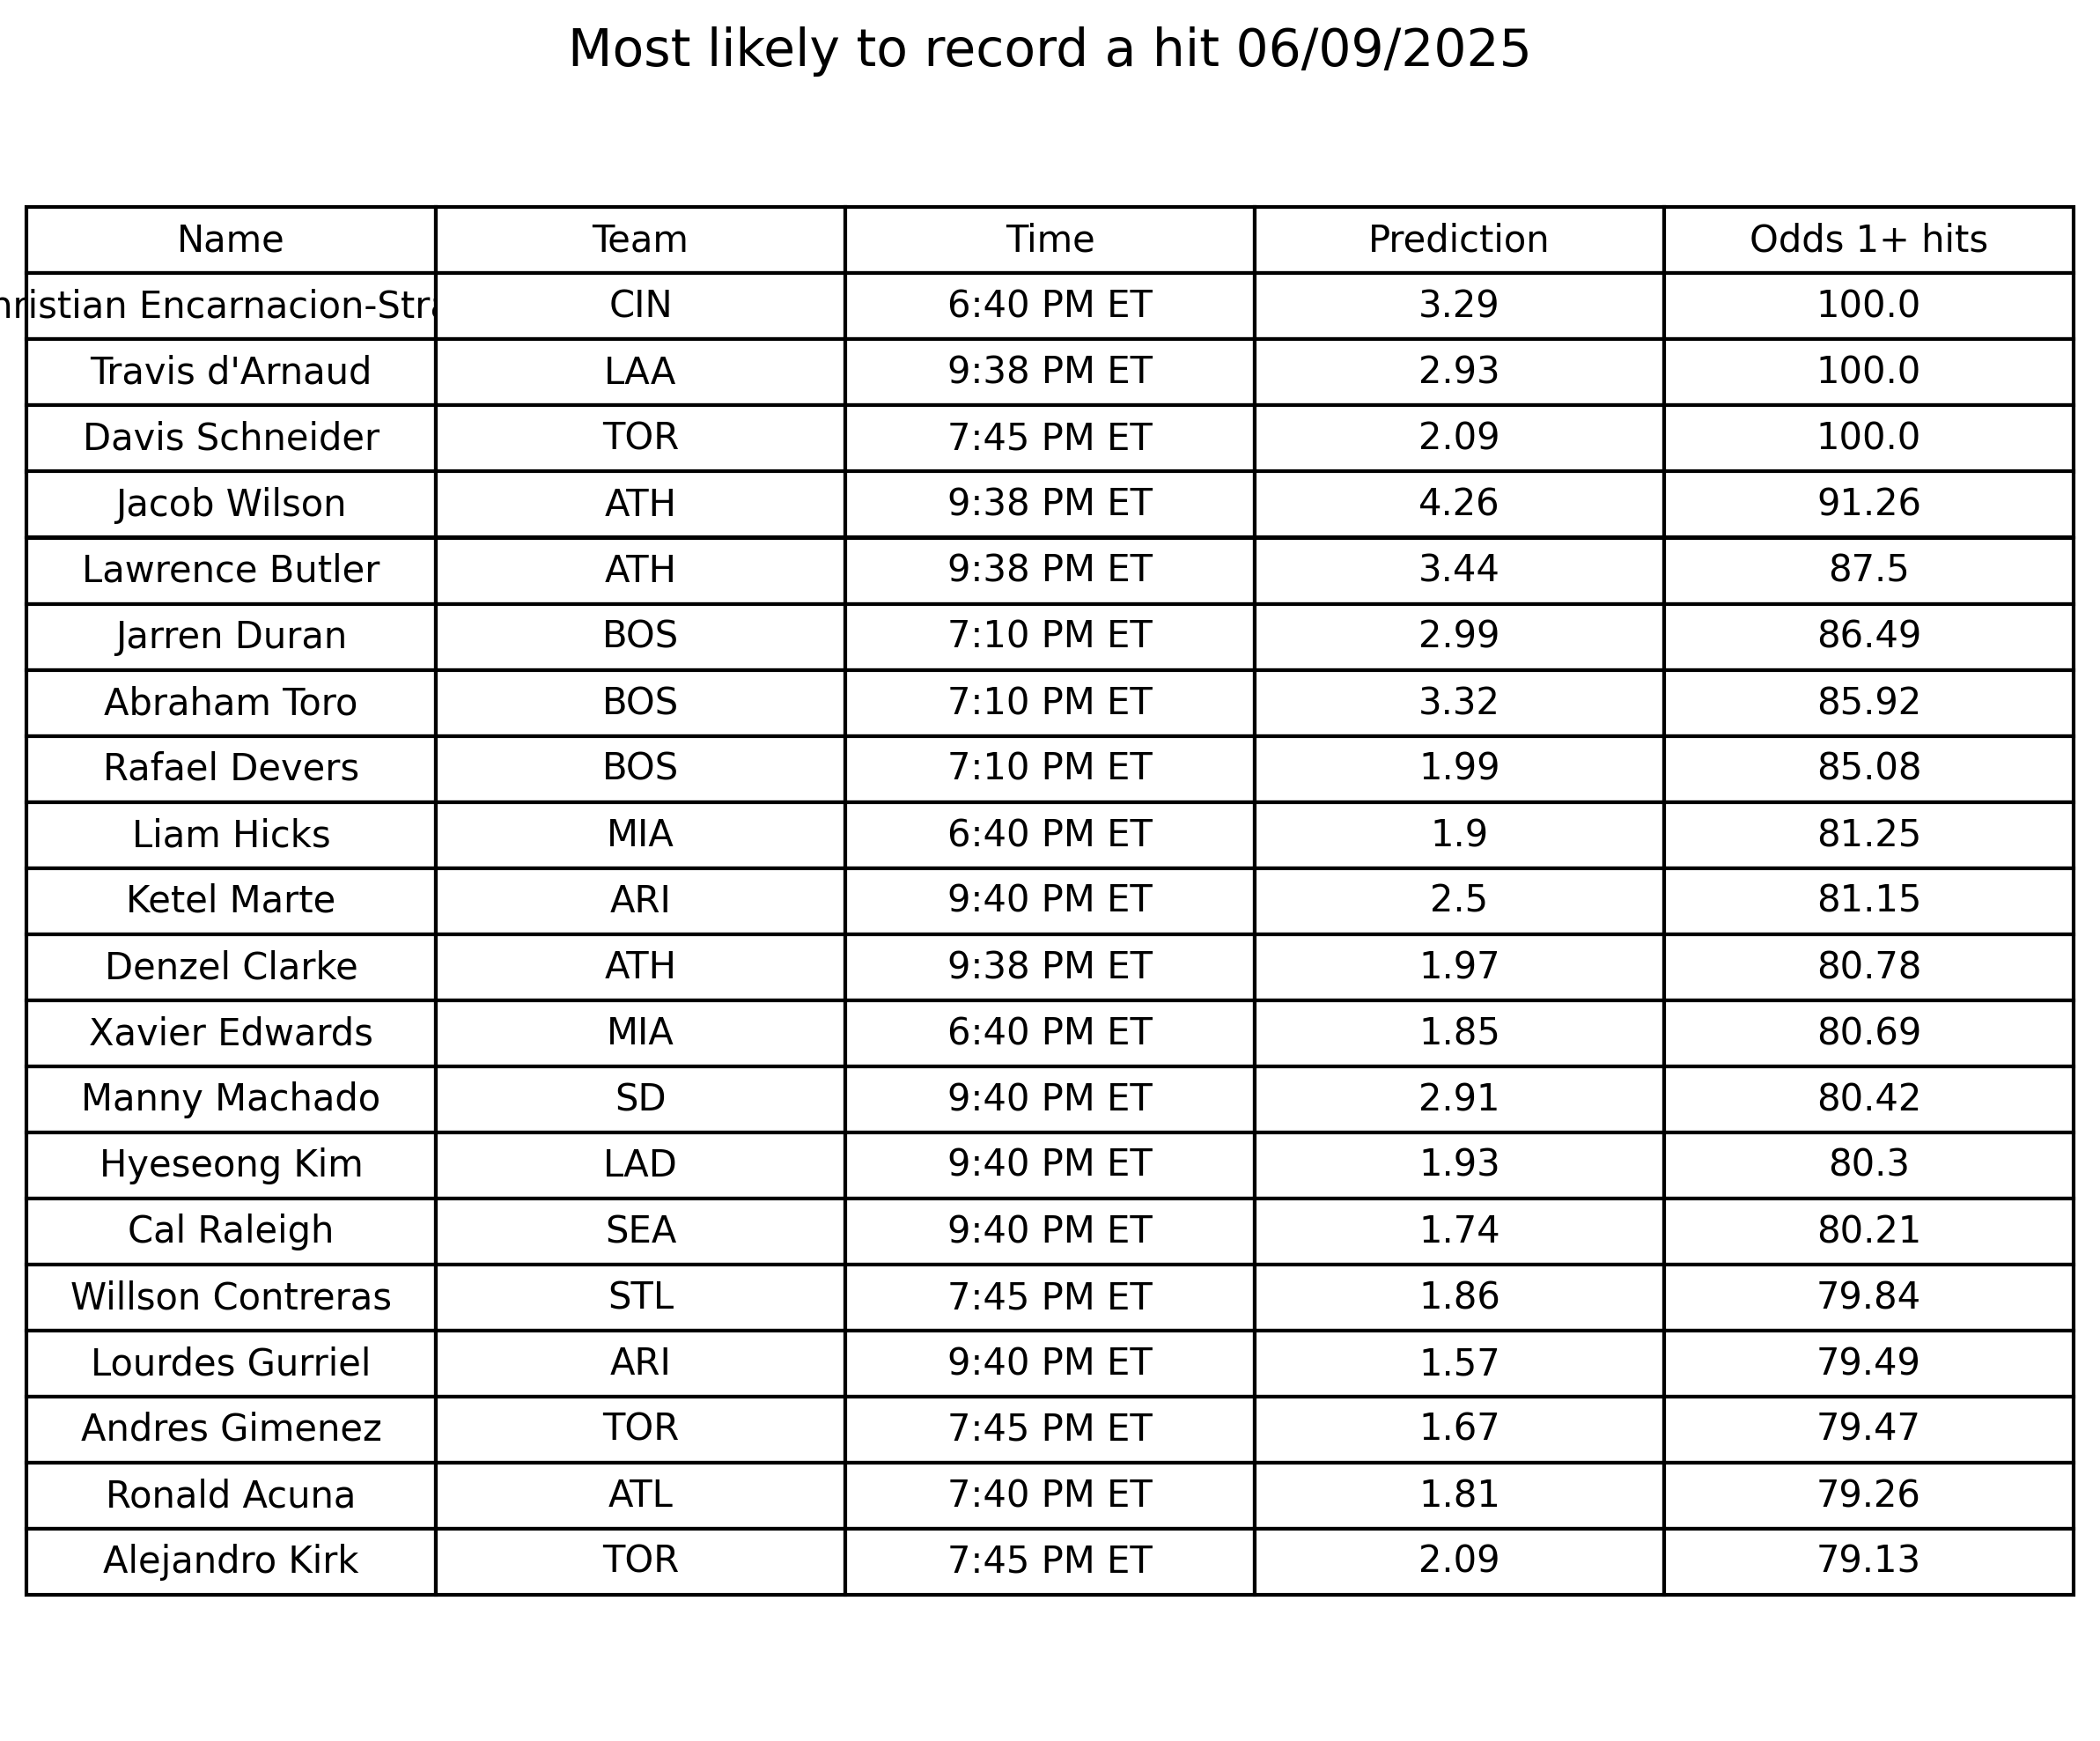 Most likely to record a hit 06/09/2025
Name Team Time Prediction Odds 1+ hits
hristian Encarnacion-Stra CIN 6:40 PM ET 3.29 100.0
Travis d'Arnaud LAA 9:38 PM ET 2.93 100.0
Davis Schneider TOR 7:45 PM ET 2.09 100.0
Jacob Wilson ATH 9:38 PM ET 4.26 91.26
Lawrence Butler ATH 9:38 PM ET 3.44 87.5
Jarren Duran BOS 7:10 PM ET 2.99 86.49
Abraham Toro BOS 7:10 PM ET 3.32 85.92
Rafael Devers BOS 7:10 PM ET 1.99 85.08
Liam Hicks MIA 6:40 PM ET 1.9 81.25
Ketel Marte ARI 9:40 PM ET 2.5 81.15
Denzel Clarke ATH 9:38 PM ET 1.97 80.78
Xavier Edwards MIA 6:40 PM ET 1.85 80.69
Manny Machado SD 9:40 PM ET 2.91 80.42
Hyeseong Kim LAD 9:40 PM ET 1.93 80.3
Cal Raleigh SEA 9:40 PM ET 1.74 80.21
Willson Contreras STL 7:45 PM ET 1.86 79.84
Lourdes Gurriel ARI 9:40 PM ET 1.57 79.49
Andres Gimenez TOR 7:45 PM ET 1.67 79.47
Ronald Acuna ATL 7:40 PM ET 1.81 79.26
Alejandro Kirk TOR 7:45 PM ET 2.09 79.13